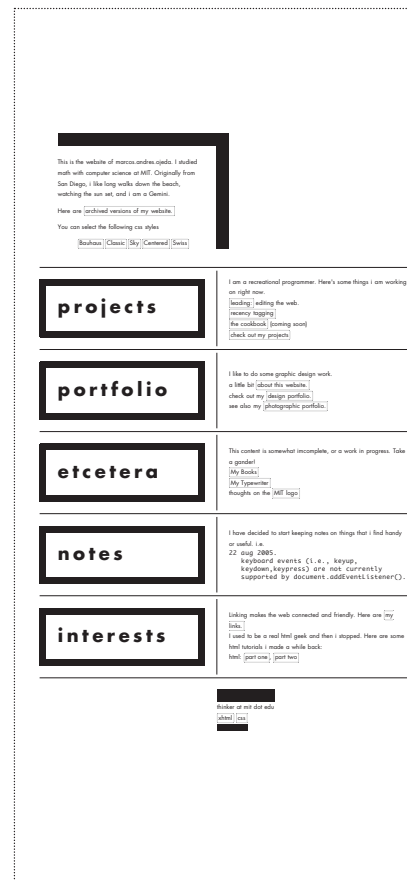 This is the website of marcos.andres.ojeda. I studied
math with computer science at MIT. Originally from
San Diego, i like long walks down the beach,
watching the sun set, and i am a Gemini.
Here are archived versions of my website.
You can select the following css styles
Bauhaus Classic Sky Centered Swiss
projects
I am a recreational programmer. Here's some things i am working
on right now.
leading: editing the web.
recency tagging
the cookbook (coming soon)
check out my projects
portfolio
I like to do some graphic design work.
a little bit about this website.
check out my design portfolio.
see also my photographic portfolio.
etcetera
This content is somewhat imcomplete, or a work in progress. Take
a gander!
My Books
My Typewriter
thoughts on the MIT logo
notes
I have decided to start keeping notes on things that i find handy
or useful. i.e.
22 aug 2005.
keyboard events (i.e., keyup,
keydown,keypress) are not currently
supported by document.addEventListener().
interests
Linking makes the web connected and friendly. Here are my
links.
I used to be a real html geek and then i stopped. Here are some
html tutorials i made a while back:
html: part one, part two
thinker at mit dot edu
xhtml css